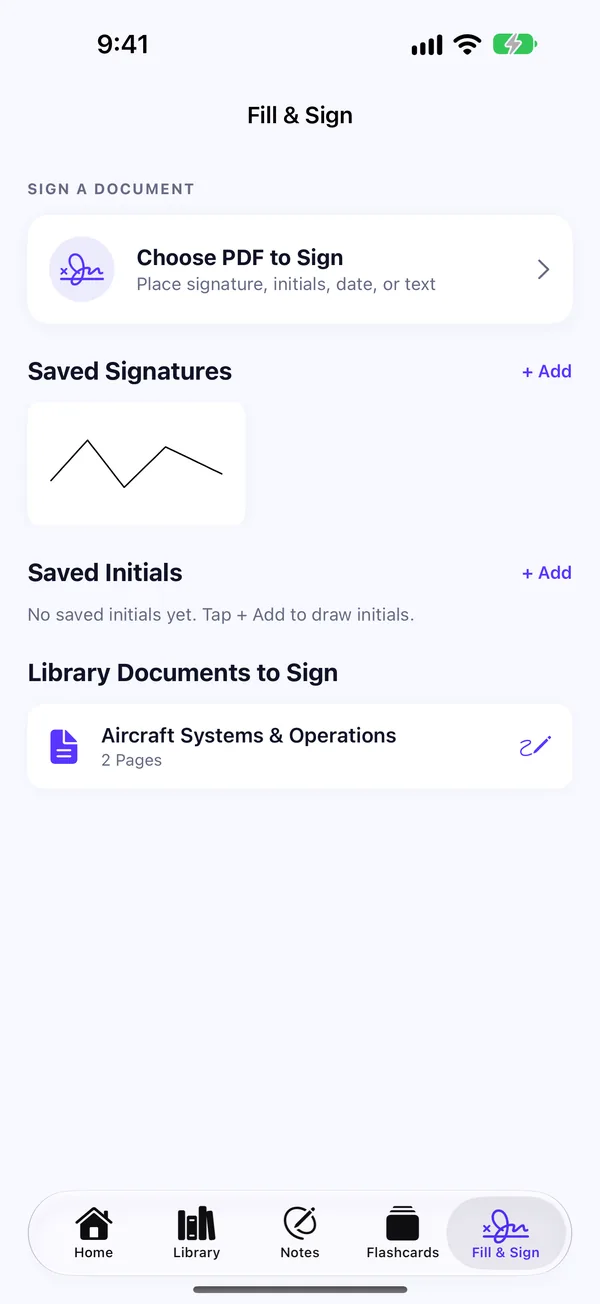 9:41
Fill & Sign
SIGN A DOCUMENT
Choose PDF to Sign
Place signature, initials, date, or text
Saved Signatures
+ Add
Saved Initials
+ Add
No saved initials yet. Tap + Add to draw initials.
Library Documents to Sign
Aircraft Systems & Operations
2 Pages
Home
Library
Notes
Flashcards
Fill & Sign